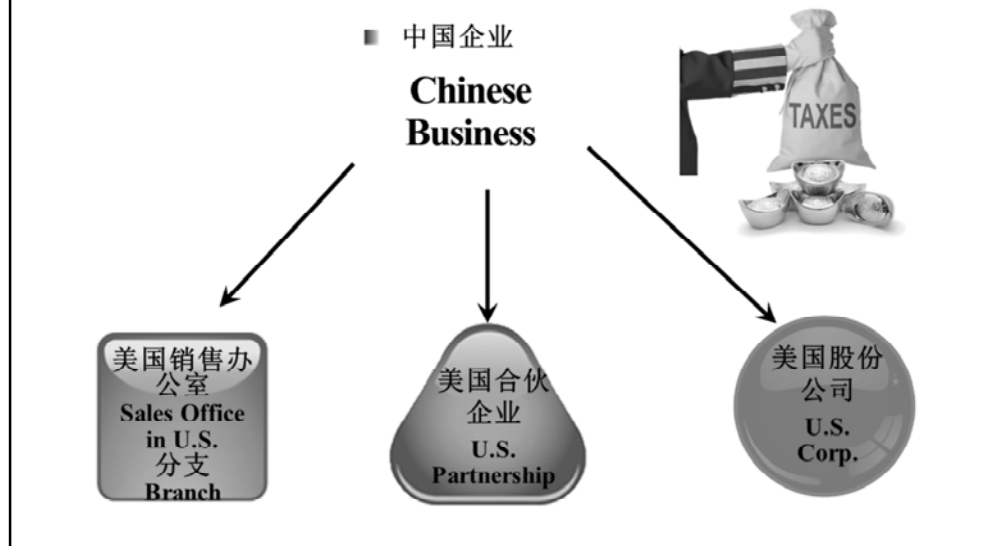 中国企业
Chinese
Business
TAXES
美国销售办
公室
Sales Office
in U.S.
分支
Branch
美国合伙
企业
U.S.
Partnership
美国股份
公司
U.S.
Corp.